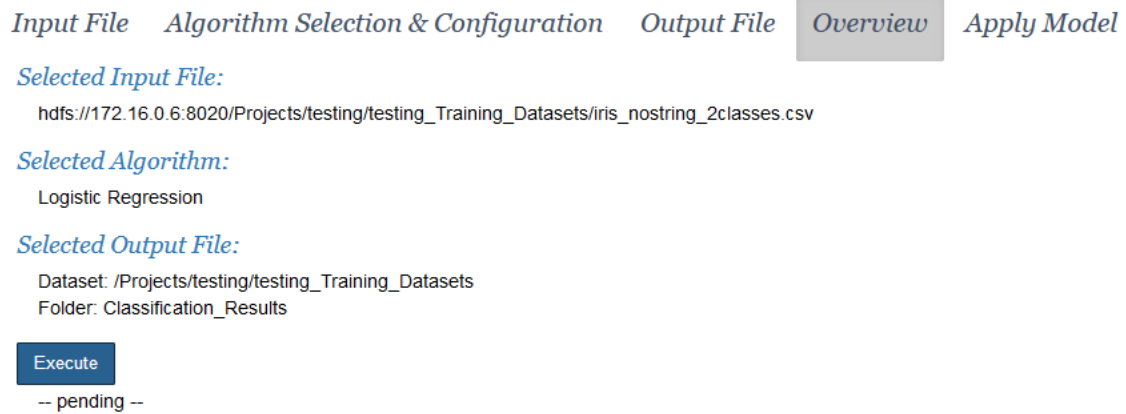 Input File Algorithm Selection & Configuration Output File Overview Apply Model
Selected Input File:
hdfs://172.16.0.6:8020/Projects/testing/testing_Training_Datasets/iris_nostring_2classes.csv
Selected Algorithm:
Logistic Regression
Selected Output File:
Dataset: /Projects/testing/testing_Training_Datasets
Folder: Classification_Results
Execute
-- pending --